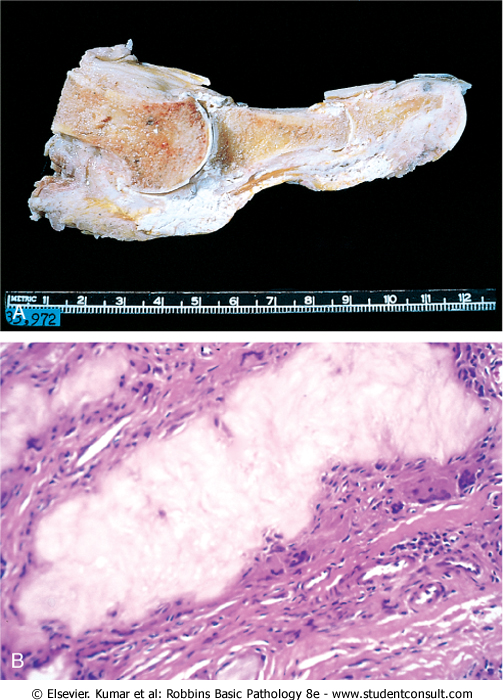 METRIC 1 2 3 4 5 6 7 8 9 10 11 12
A ,972
B
© Elsevier. Kumar et al: Robbins Basic Pathology 8e - www.studentconsult.com